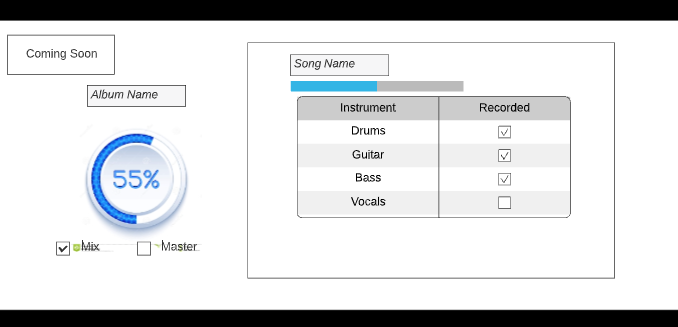 Coming Soon
Album Name
55%
Mix
Master
Song Name
Instrument Recorded
Drums
Guitar
Bass
Vocals